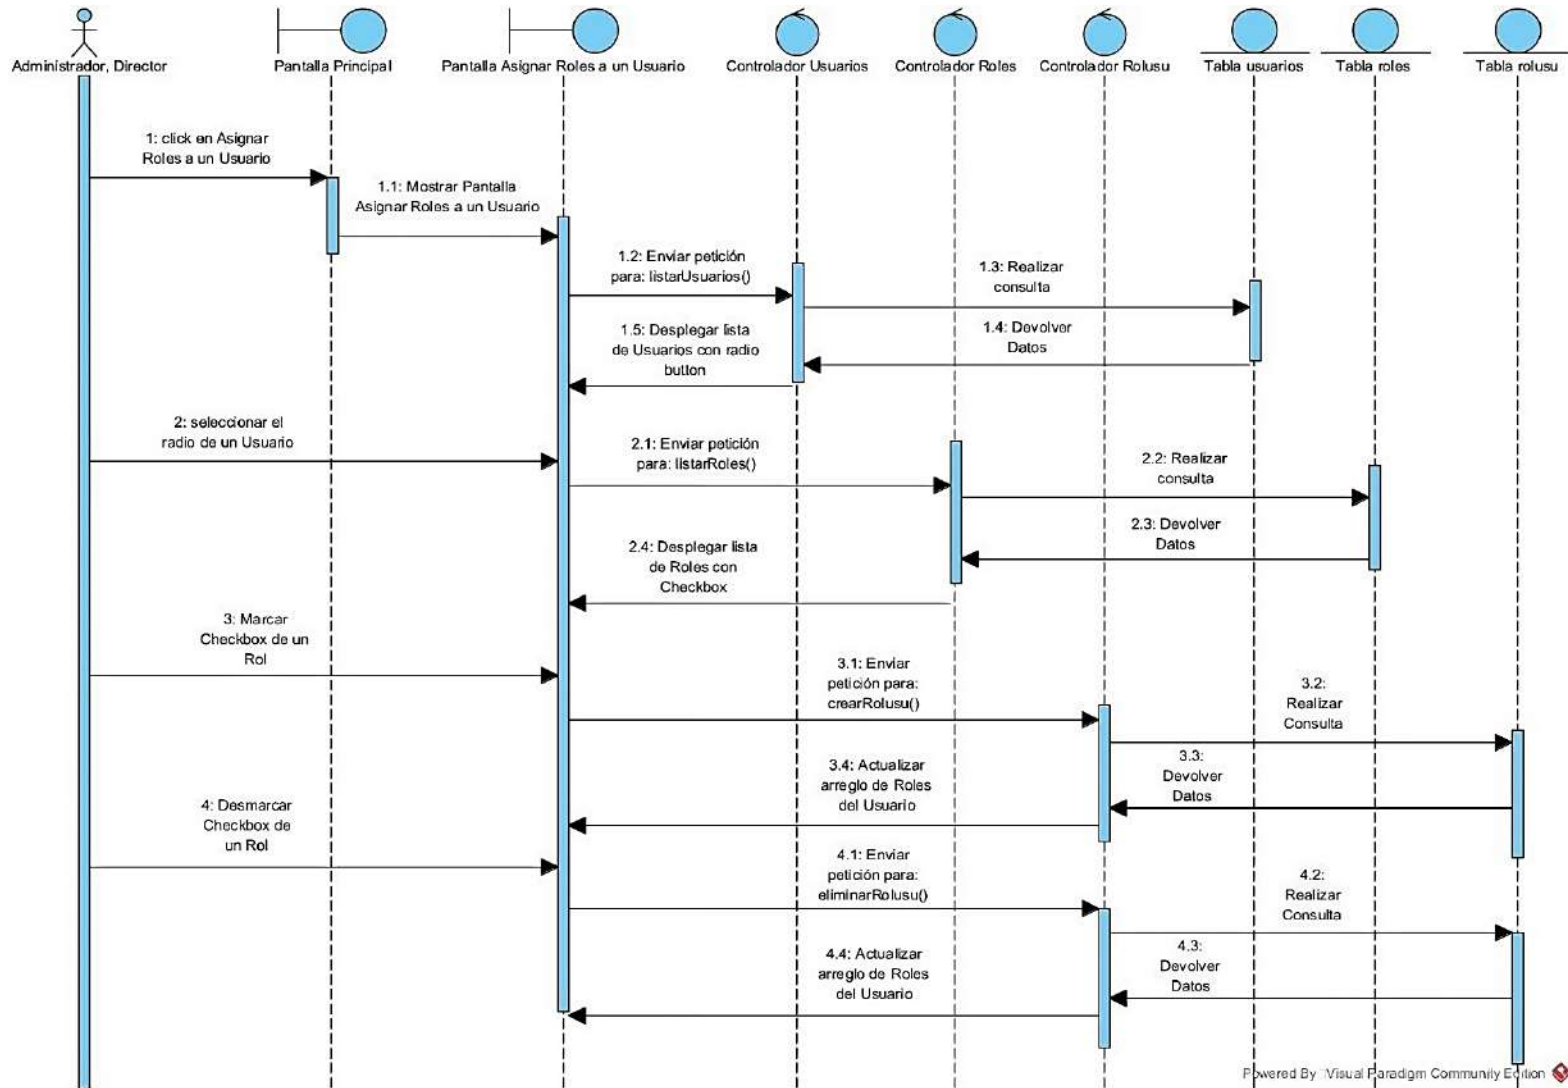 Administrador, Director
Pantalla Principal
Pantalla Asignar Roles a un Usuario
Controlador Usuarios
Controlador Roles
Controlador Rolusu
Tabla usuarios
Tabla roles
Tabla rolusu
1: click en Asignar
Roles a un Usuario
1.1: Mostrar Pantalla
Asignar Roles a un Usuario
1.2: Enviar petición
para: listarUsuarios()
1.3: Realizar
consulta
1.4: Devolver
Datos
1.5: Desplegar lista
de Usuarios con radio
button
2: seleccionar el
radio de un Usuario
2.1: Enviar petición
para: listarRoles()
2.2: Realizar
consulta
2.3: Devolver
Datos
2.4: Desplegar lista
de Roles con
Checkbox
3: Marcar
Checkbox de un
Rol
3.1: Enviar
petición para:
crearRolusu()
3.2:
Realizar
Consulta
3.3:
Devolver
Datos
3.4: Actualizar
arreglo de Roles
del Usuario
4: Desmarcar
Checkbox de
un Rol
4.1: Enviar
petición para:
eliminarRolusu()
4.2:
Realizar
Consulta
4.3:
Devolver
Datos
4.4: Actualizar
arreglo de Roles
del Usuario
Powered By Visual Paradigm Community Edition